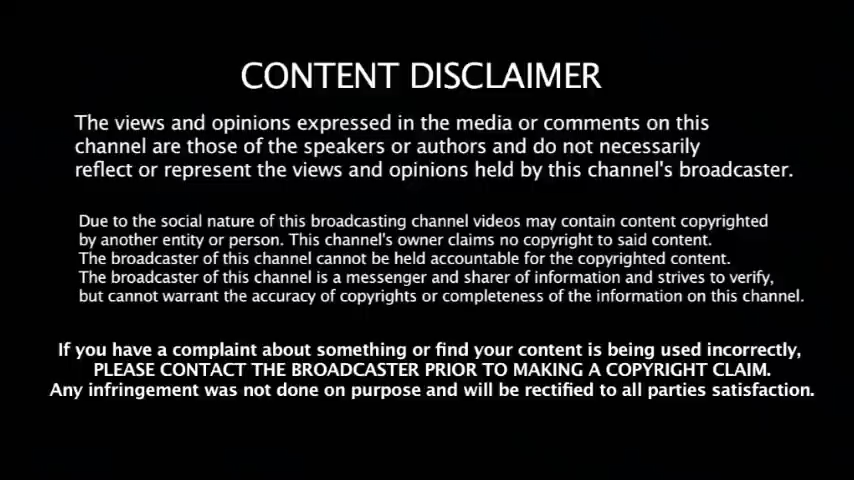 CONTENT DISCLAIMER
The views and opinions expressed in the media or comments on this
channel are those of the speakers or authors and do not necessarily
reflect or represent the views and opinions held by this channel's broadcaster.
Due to the social nature of this broadcasting channel videos may contain content copyrighted
by another entity or person. This channel's owner claims no copyright to said content.
The broadcaster of this channel cannot be held accountable for the copyrighted content.
The broadcaster of this channel is a messenger and sharer of information and strives to verify,
but cannot warrant the accuracy of copyrights or completeness of the information on this channel.
If you have a complaint about something or find your content is being used incorrectly,
PLEASE CONTACT THE BROADCASTER PRIOR TO MAKING A COPYRIGHT CLAIM.
Any infringement was not done on purpose and will be rectified to all parties satisfaction.